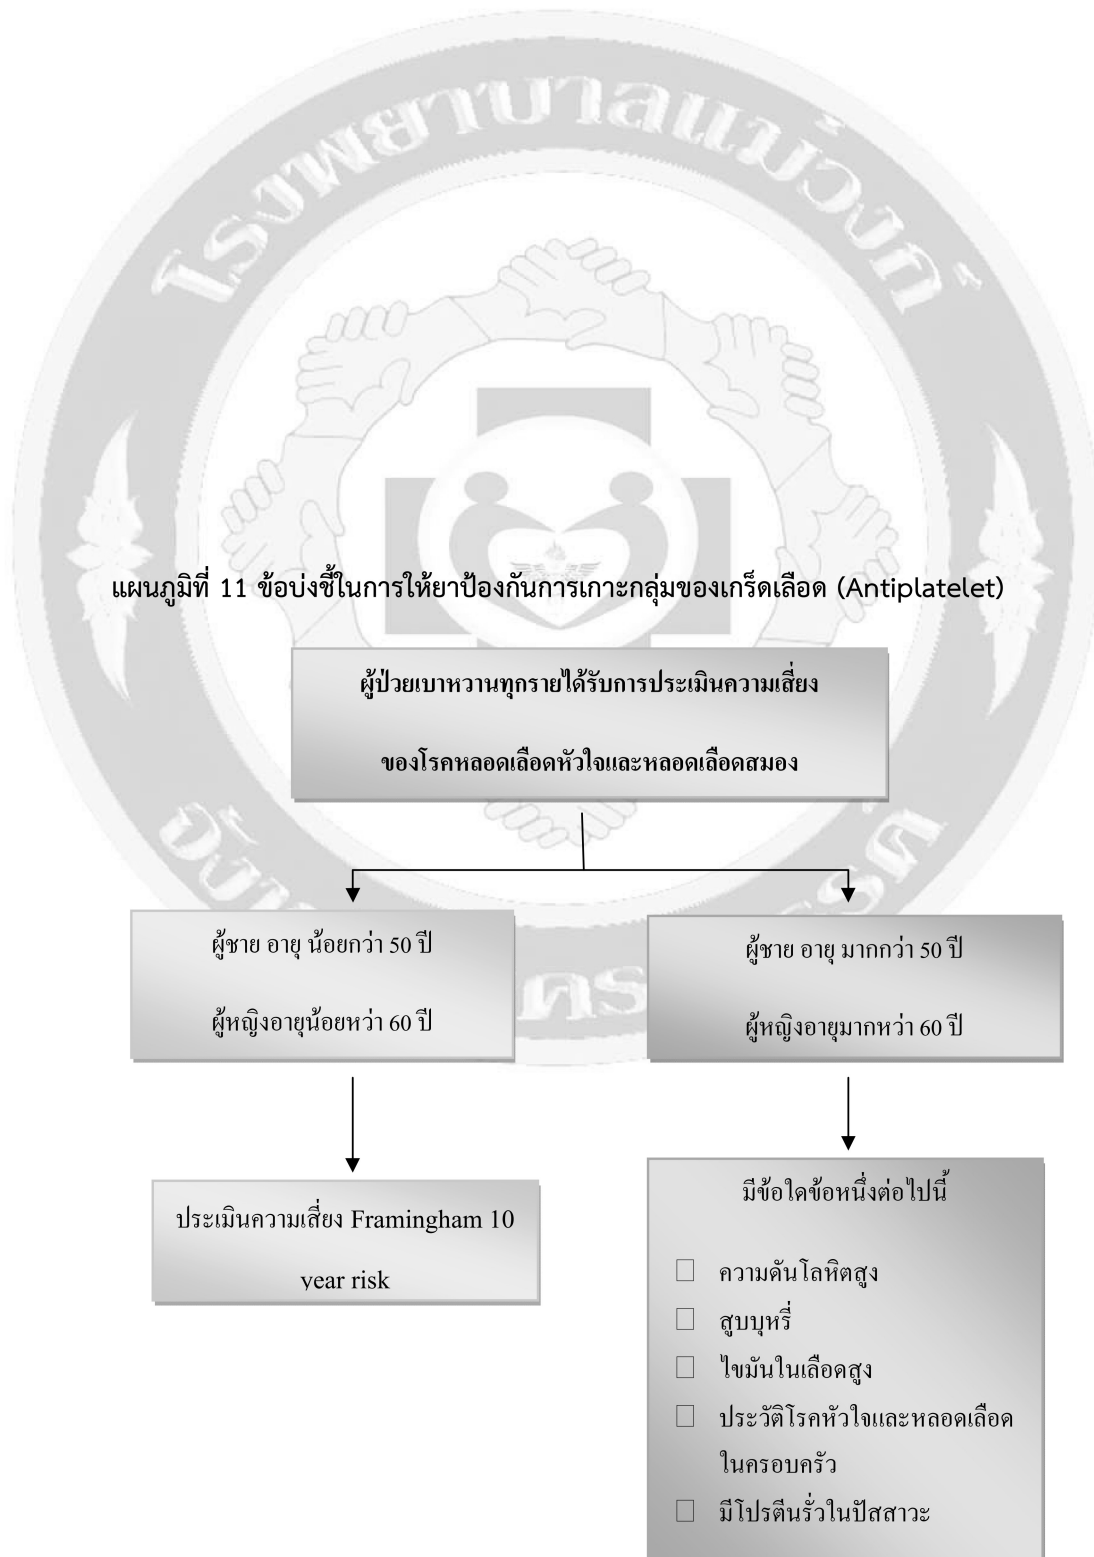 โรงพยาบาลแม่วงก์
แผนภูมิที่ 11 ข้อบ่งชี้ในการให้ยาป้องกันการเกาะกลุ่มของเกร็ดเลือด (Antiplatelet)
ผู้ป่วยเบาหวานทุกรายได้รับการประเมินความเสี่ยง
ของโรคหลอดเลือดหัวใจและหลอดเลือดสมอง
ผู้ชาย อายุ น้อยกว่า 50 ปี
ผู้หญิงอายุน้อยหว่า 60 ปี
ผู้ชาย อายุ มากกว่า 50 ปี
ผู้หญิงอายุมากหว่า 60 ปี
ประเมินความเสี่ยง Framingham 10
year risk
มีข้อใดข้อหนึ่งต่อไปนี้
ความดันโลหิตสูง
สูบบุหรี่
ไขมันในเลือดสูง
ประวัติโรคหัวใจและหลอดเลือด
ในครอบครัว
มีโปรตีนรั่วในปัสสาวะ